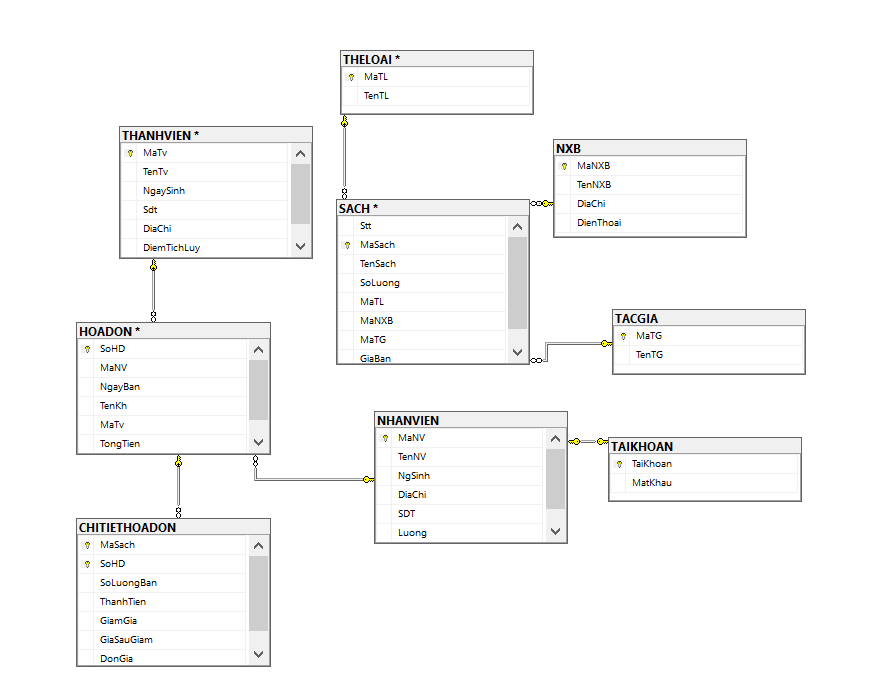 THELOAI *
MaTL
TenTL
THANHVIEN *
MaTv
TenTv
NgaySinh
Sdt
DiaChi
DiemTichLuy
NXB
MaNXB
TenNXB
DiaChi
DienThoai
SACH *
Stt
MaSach
TenSach
SoLuong
MaTL
MaNXB
MaTG
GiaBan
TACGIA
MaTG
TenTG
HOADON *
SoHD
MaNV
NgayBan
TenKh
MaTv
TongTien
NHANVIEN
MaNV
TenNV
NgSinh
DiaChi
SDT
Luong
TAIKHOAN
TaiKhoan
MatKhau
CHITIETHOADON
MaSach
SoHD
SoLuongBan
ThanhTien
GiamGia
GiaSauGiam
DonGia